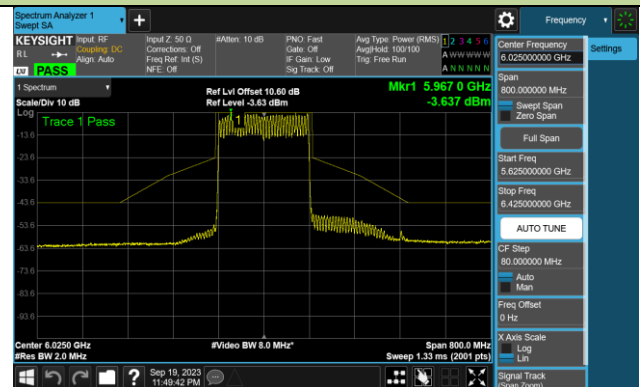 Spectrum Analyzer 1
Swept SA
Frequency
KEYSIGHT
RL
LXI
PASS
Input: RF
Coupling: DC
Align: Auto
Input Z: 50 Ω
Corrections: Off
Freq Ref: Int (S)
NFE: Off
#Atten: 10 dB
PNO: Fast
Gate: Off
IF Gain: Low
Sig Track: Off
Avg Type: Power (RMS)
Avg|Hold: 100/100
Trig: Free Run
1 2 3 4 5 6
A W W W W W
A N N N N N
1 Spectrum
Scale/Div 10 dB
Log
Ref Lvl Offset 10.60 dB
Ref Level -3.63 dBm
Mkr1 5.967 0 GHz
-3.637 dBm
Trace 1 Pass
1
-13.6
-23.6
-33.6
-43.6
-53.6
-63.6
-73.6
-83.6
-93.6
Center 6.0250 GHz
#Res BW 2.0 MHz
#Video BW 8.0 MHz*
Span 800.0 MHz
Sweep 1.33 ms (2001 pts)
Sep 19, 2023
11:49:42 PM
?
Center Frequency
6.025000000 GHz
Settings
Span
800.000000 MHz
Swept Span
Zero Span
Full Span
Start Freq
5.625000000 GHz
Stop Freq
6.425000000 GHz
AUTO TUNE
CF Step
80.000000 MHz
Auto
Man
Freq Offset
0 Hz
X Axis Scale
Log
Lin
Signal Track
(Span Zoom)